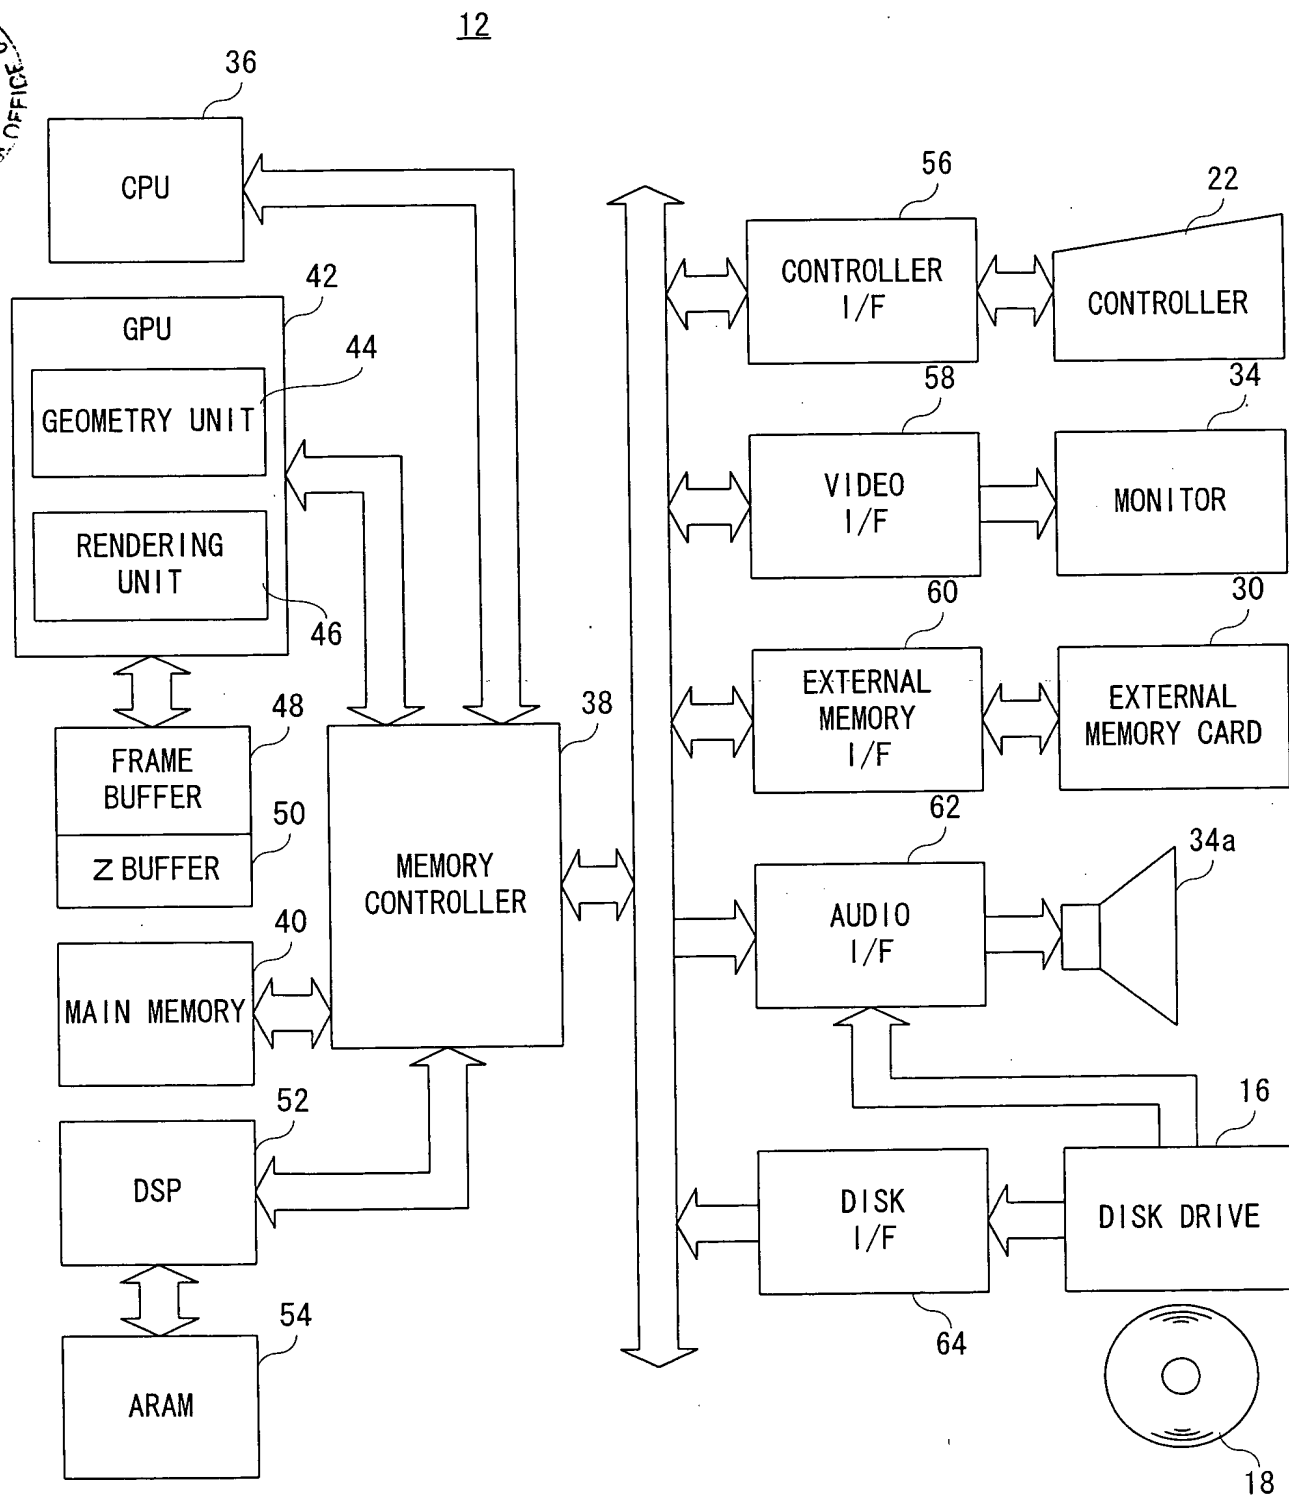 12
OFFICE
36
CPU
42
GPU
44
GEOMETRY UNIT
RENDERING
UNIT
46
48
FRAME
BUFFER
50
Z BUFFER
40
MAIN MEMORY
52
DSP
54
ARAM
38
MEMORY
CONTROLLER
56
CONTROLLER
I/F
22
CONTROLLER
58
VIDEO
I/F
34
MONITOR
60
EXTERNAL
MEMORY
I/F
30
EXTERNAL
MEMORY CARD
62
AUDIO
I/F
34a
16
DISK DRIVE
DISK
I/F
64
18